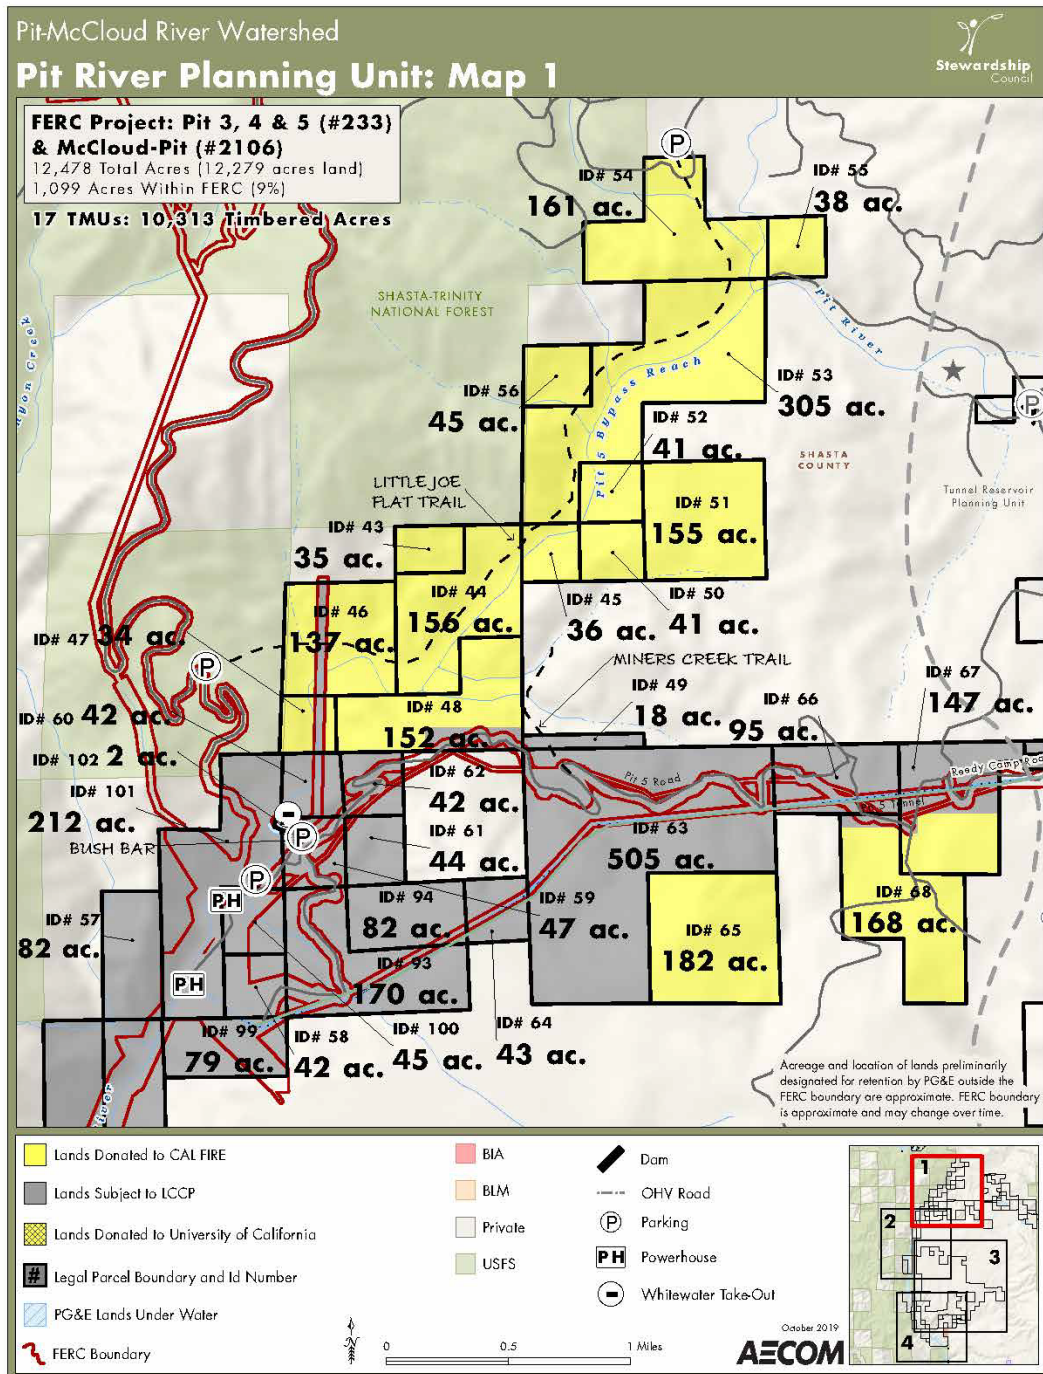 Pit-McCloud River Watershed
Pit River Planning Unit: Map 1
Stewardship
Council
FERC Project: Pit 3, 4 & 5 (#233)
& McCloud-Pit (#2106)
12,478 Total Acres (12,279 acres land)
1,099 Acres Within FERC (9%)
17 TMUs: 10,313 Timbered Acres
P
ID# 54
161 ac.
ID# 55
38 ac.
SHASTA-TRINITY
NATIONAL FOREST
Pit River
ID# 56
45 ac.
Pit 5 Bypass Reach
ID# 53
305 ac.
P
ID# 52
41 ac.
SHASTA
COUNTY
LITTLE JOE
FLAT TRAIL
ID# 51
155 ac.
Tunnel Reservoir
Planning Unit
ID# 43
35 ac.
ID# 44
156 ac.
ID# 45
36 ac.
ID# 50
41 ac.
ID# 46
137 ac.
ID# 47 34 ac.
P
MINERS CREEK TRAIL
ID# 49
18 ac.
ID# 66
95 ac.
ID# 67
147 ac.
ID# 60 42 ac.
ID# 48
152 ac.
ID# 102 2 ac.
ID# 62
42 ac.
Pit 5 Road
Reedy Camp Roa
Tunnel
ID# 101
212 ac.
BUSH BAR
P
ID# 61
44 ac.
ID# 63
505 ac.
P
PH
ID# 57
82 ac.
ID# 94
82 ac.
ID# 59
47 ac.
ID# 65
182 ac.
ID# 68
168 ac.
PH
ID# 93
170 ac.
ID# 99
79 ac.
ID# 58
42 ac.
ID# 100
45 ac.
ID# 64
43 ac.
River
Acreage and location of lands preliminarily
designated for retention by PG&E outside the
FERC boundary are approximate. FERC boundary
is approximate and may change over time.
Lands Donated to CAL FIRE
Lands Subject to LCCP
Lands Donated to University of California
# Legal Parcel Boundary and Id Number
PG&E Lands Under Water
FERC Boundary
BIA
BLM
Private
USFS
Dam
OHV Road
P Parking
PH Powerhouse
Whitewater Take-Out
N
0 0.5 1 Miles
October 2019
AECOM
1
2
3
4